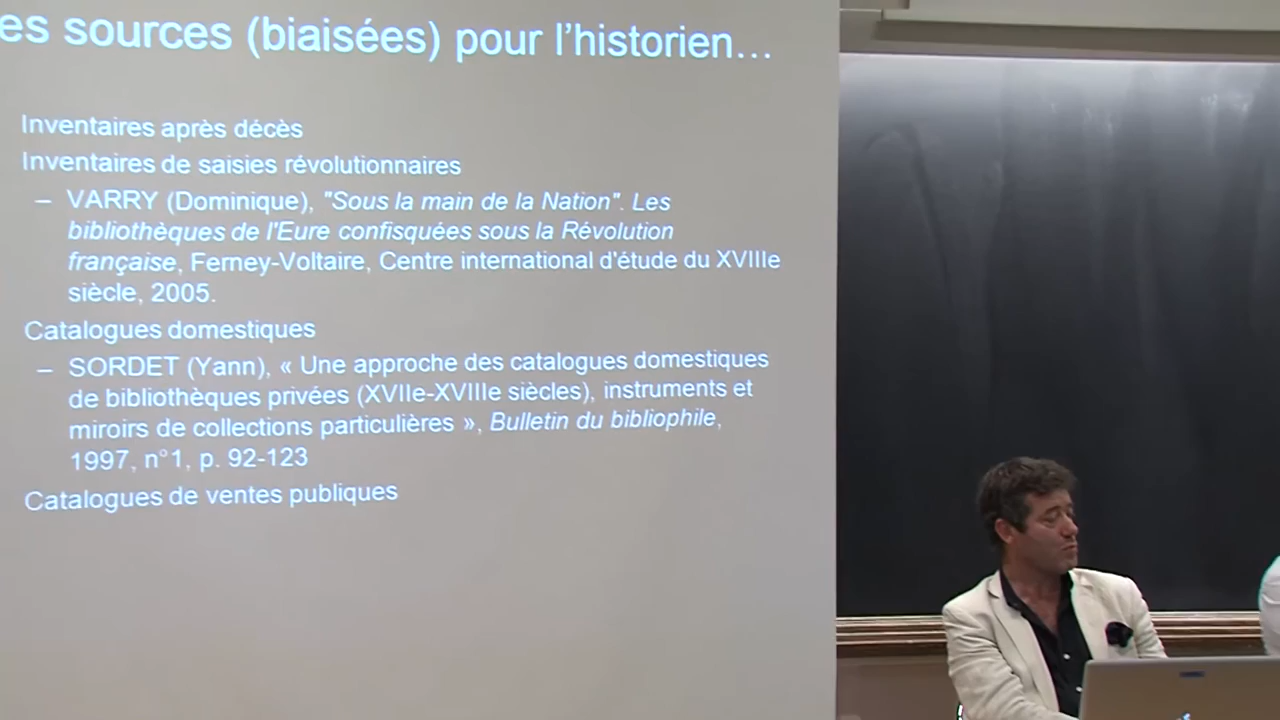 es sources (biaisées) pour l'historien…
Inventaires après décès
Inventaires de saisies révolutionnaires
– VARRY (Dominique), "Sous la main de la Nation". Les
bibliothèques de l'Eure confisquées sous la Révolution
française, Ferney-Voltaire, Centre international d'étude du XVIIIe
siècle, 2005.
Catalogues domestiques
– SORDET (Yann), « Une approche des catalogues domestiques
de bibliothèques privées (XVIIe-XVIIIe siècles), instruments et
miroirs de collections particulières », Bulletin du bibliophile,
1997, n°1, p. 92-123
Catalogues de ventes publiques